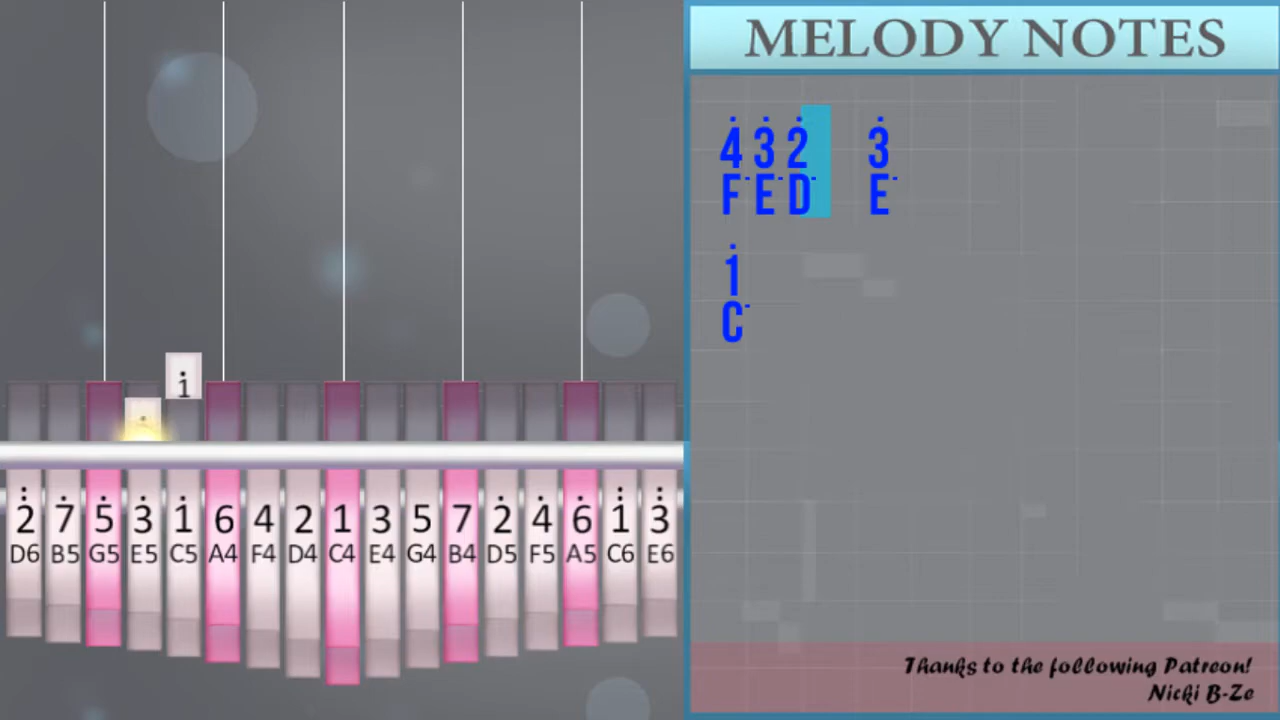 MELODY NOTES
4̇ 3̇ 2̇ 3̇
F- E- D- E-
1̇
C-
i
2̈ 7̇ 5̇ 3̇ 1̇ 6 4 2 1 3 5 7 2̇ 4̇ 6̇ 1̈ 3̈
D6 B5 G5 E5 C5 A4 F4 D4 C4 E4 G4 B4 D5 F5 A5 C6 E6
Thanks to the following Patreon!
Nicki B-Ze